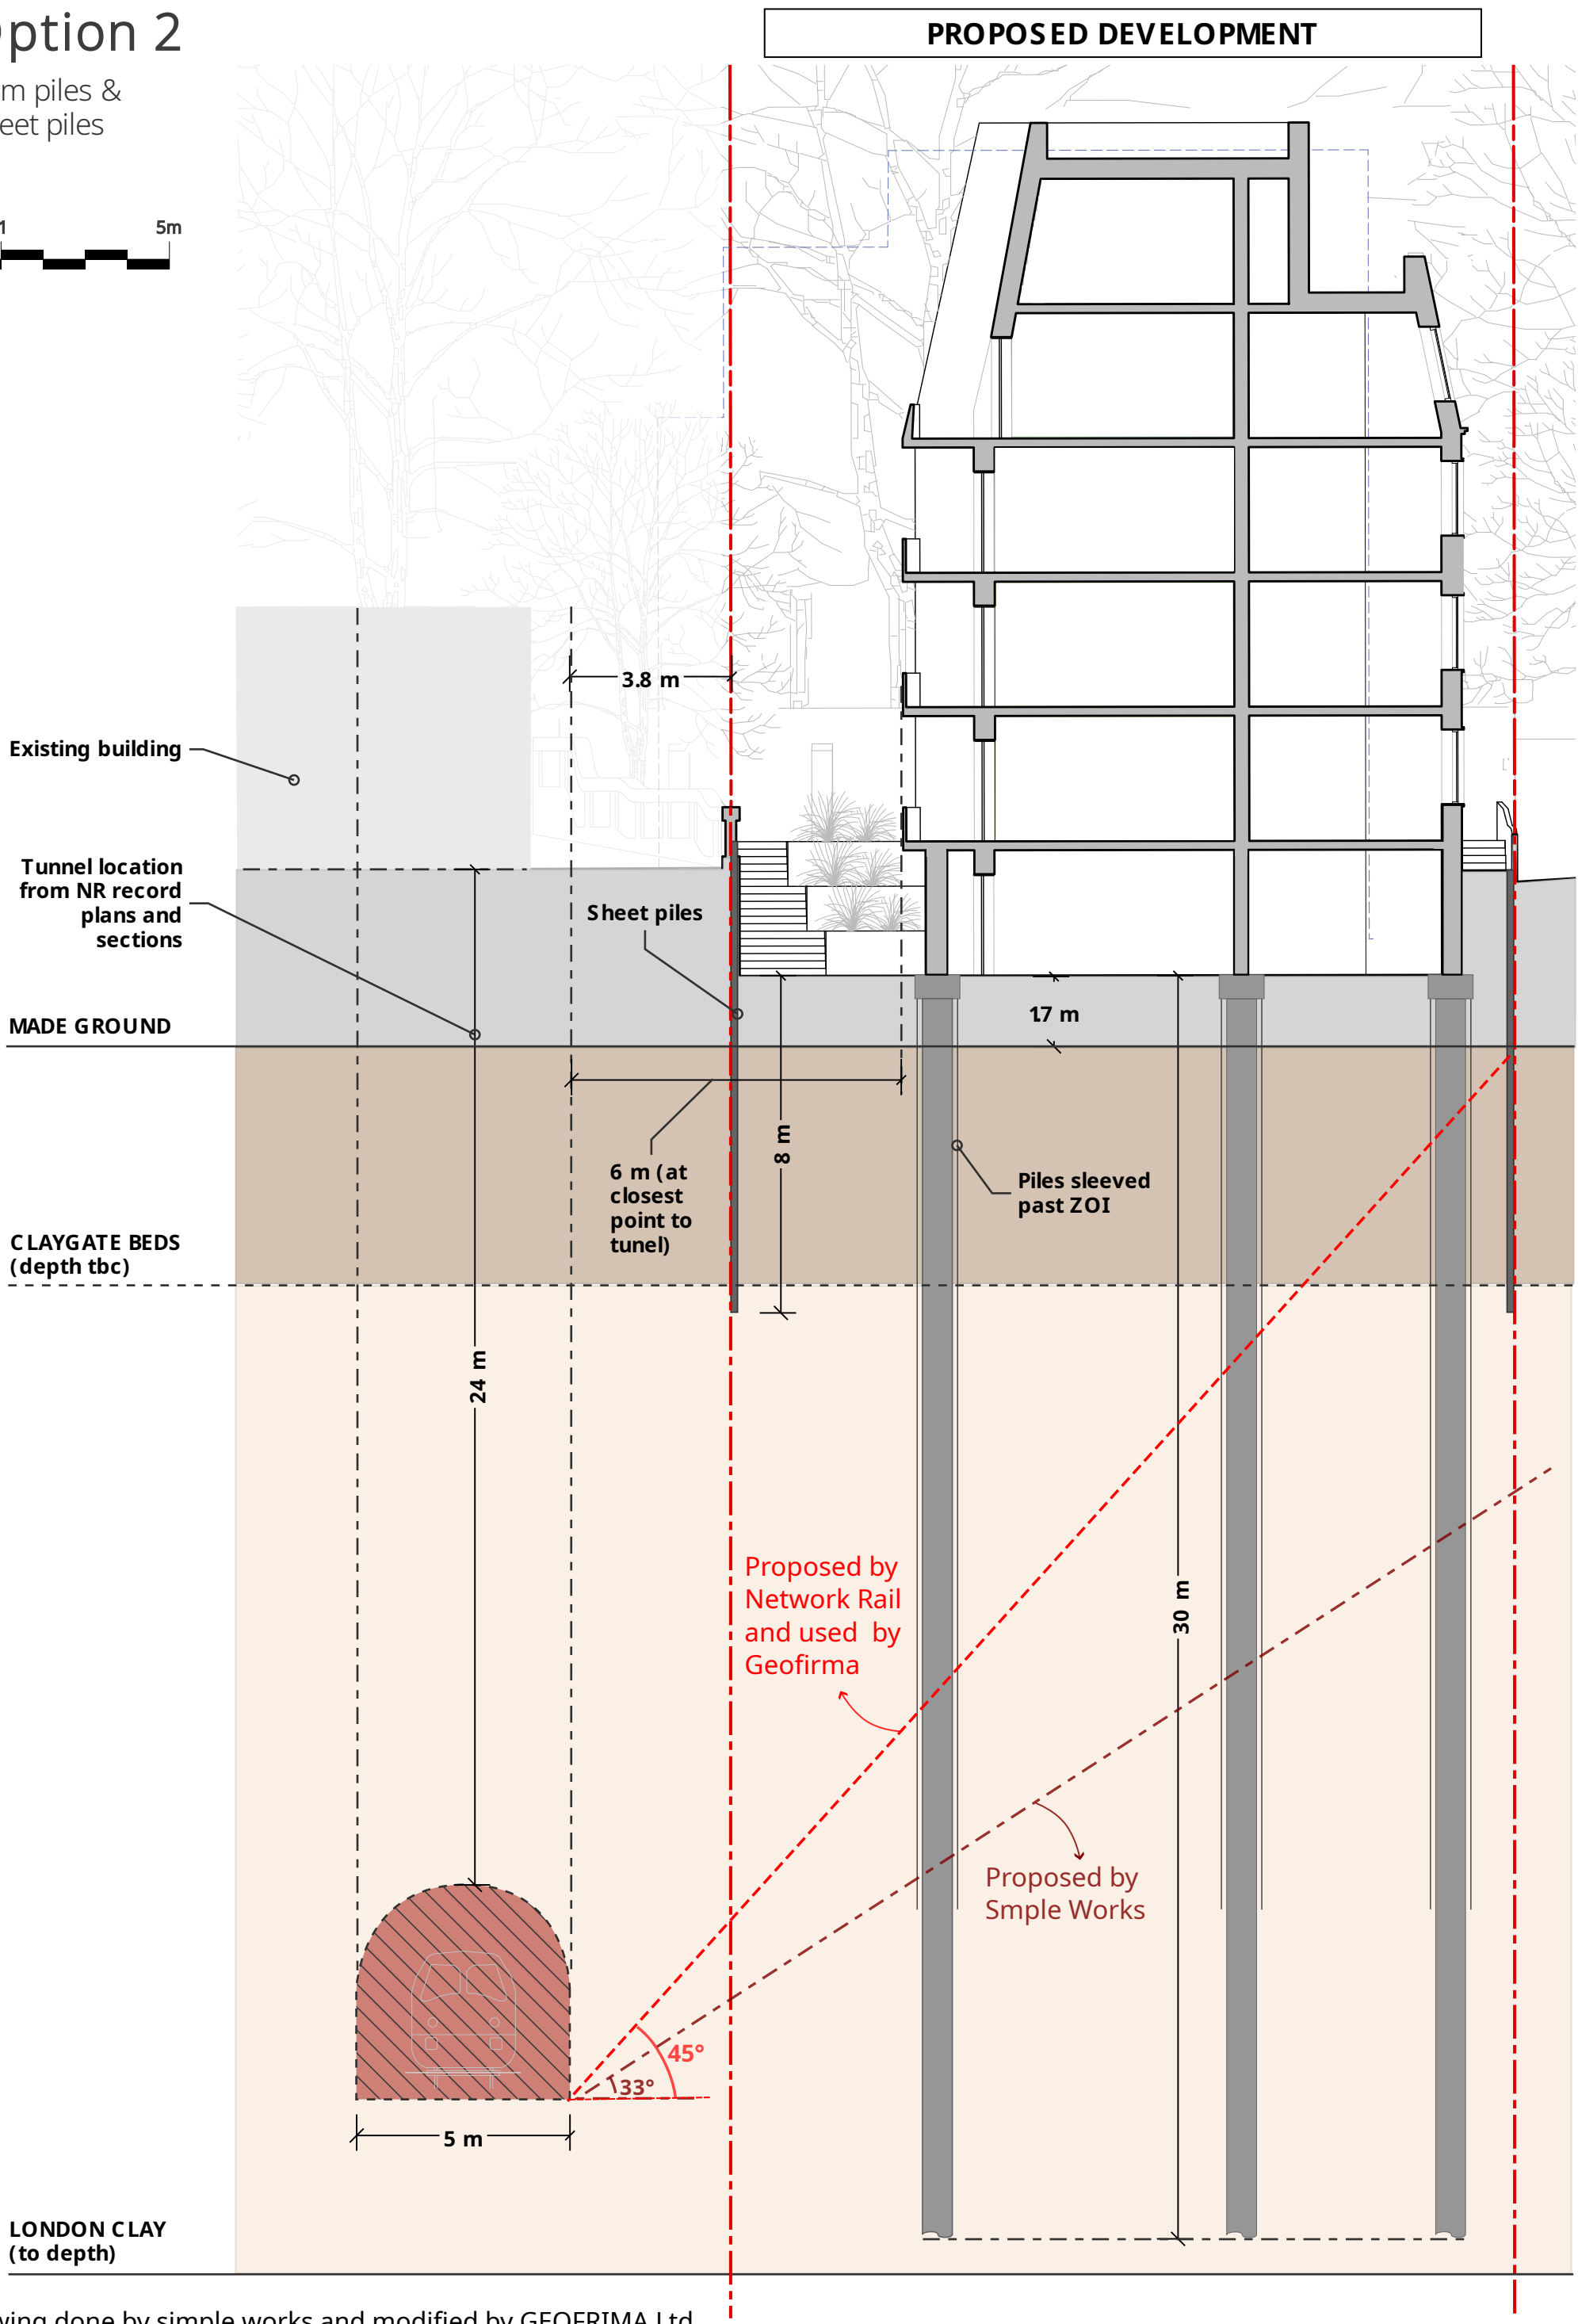 ption 2
m piles &
eet piles
1
5m
PROPOSED DEVELOPMENT
3.8 m
Existing building
Tunnel location
from NR record
plans and
sections
Sheet piles
17 m
MADE GROUND
8 m
6 m (at
closest
point to
tunel)
Piles sleeved
past ZOI
CLAYGATE BEDS
(depth tbc)
24 m
Proposed by
Network Rail
and used by
Geofirma
30 m
Proposed by
Smple Works
45°
33°
5 m
LONDON CLAY
(to depth)
wing done by simple works and modified by GEOFRIMA Ltd